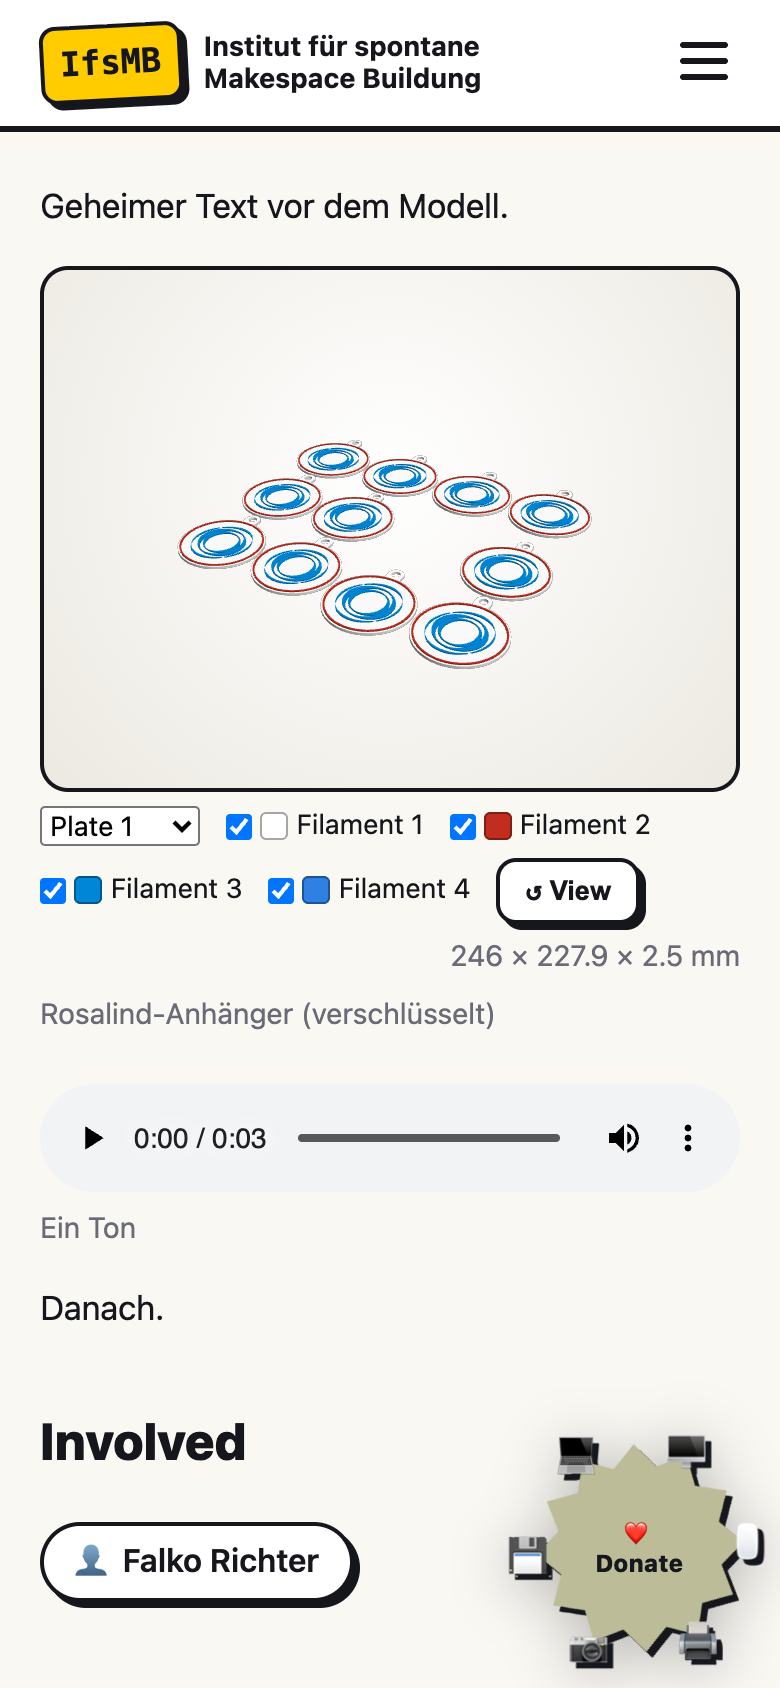 IfsMB
Institut für spontane
Makespace Buildung
Geheimer Text vor dem Modell.
Plate 1
Filament 1
Filament 2
Filament 3
Filament 4
↺ View
246 × 227.9 × 2.5 mm
Rosalind-Anhänger (verschlüsselt)
0:00 / 0:03
Ein Ton
Danach.
Involved
Falko Richter
Donate